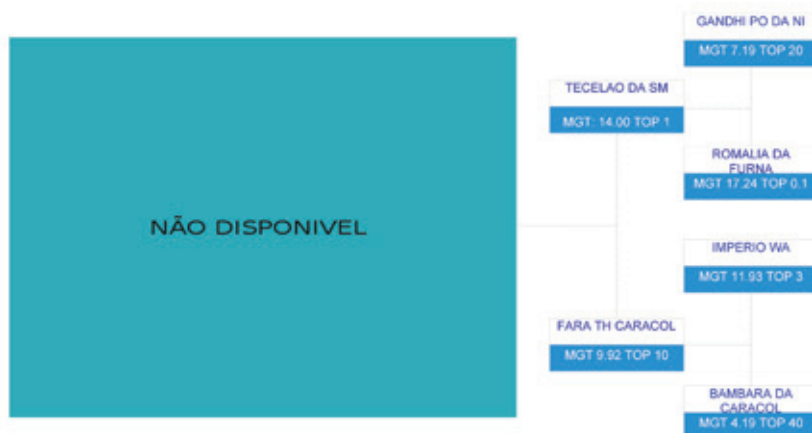 GANDHI PO DA NI
MGT 7.19 TOP 20
TECELAO DA SM
MGT: 14.00 TOP 1
ROMALIA DA
FURNA
MGT 17.24 TOP 0.1
NÃO DISPONIVEL
IMPERIO WA
MGT 11.93 TOP 3
FARA TH CARACOL
MGT 9.92 TOP 10
BAMBARA DA
CARACOL
MGT 4.19 TOP 40